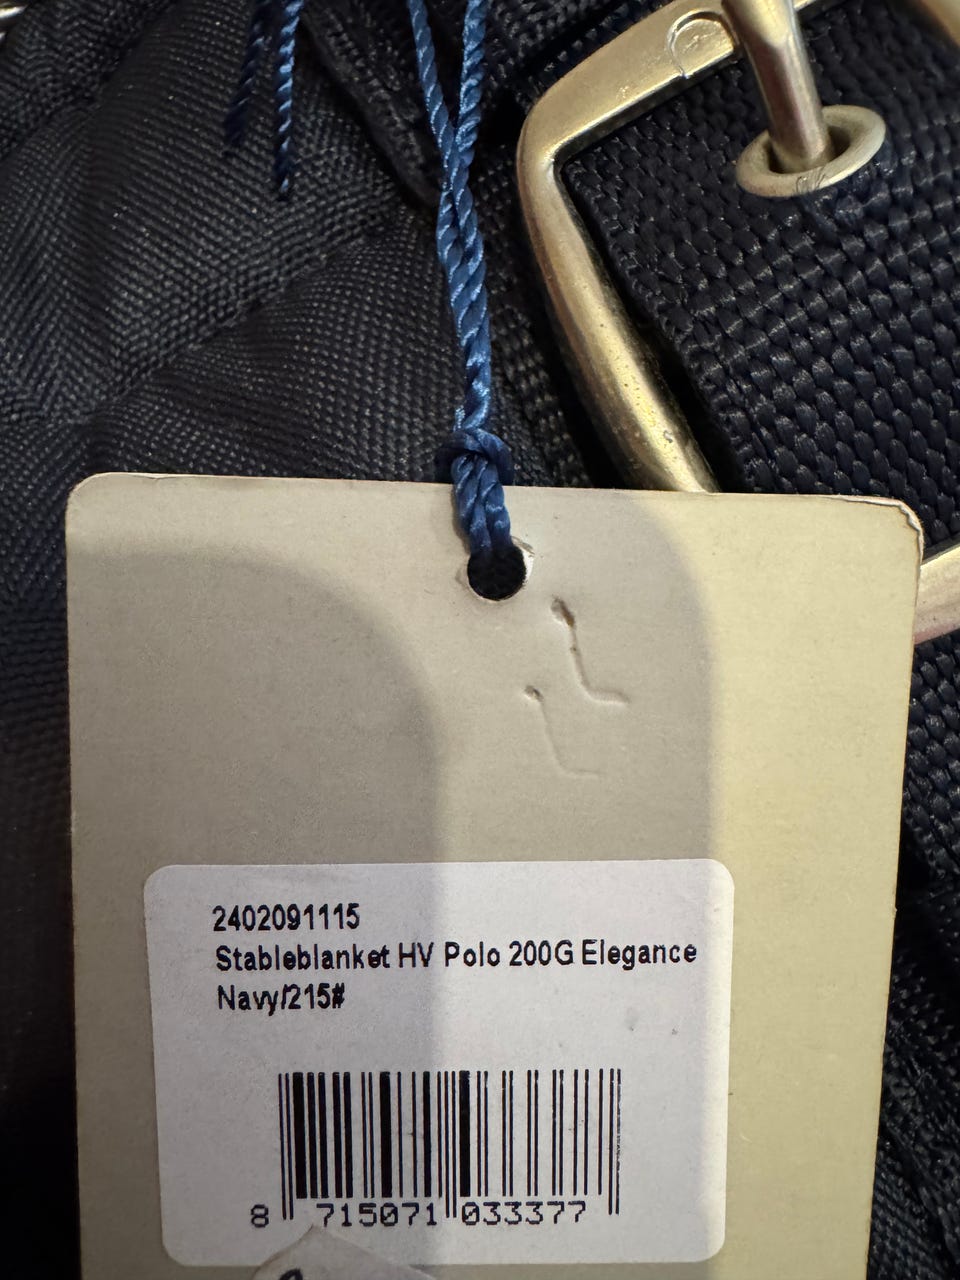 2402091115
Stableblanket HV Polo 200G Elegance
Navy/215#
8 715071 033377